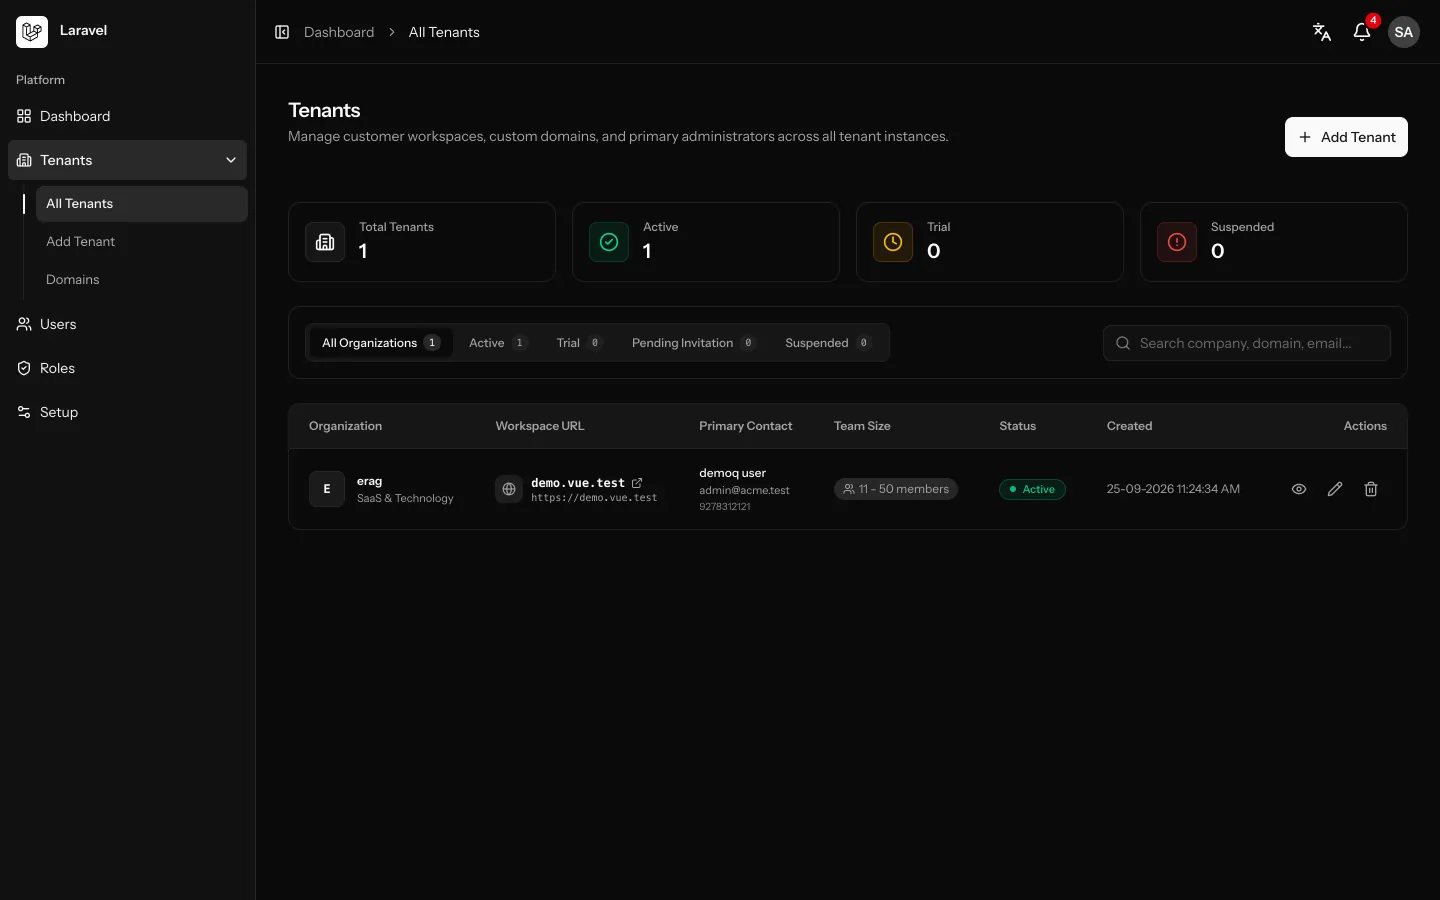 Laravel
Dashboard
All Tenants
4
SA
Platform
Dashboard
Tenants
All Tenants
Add Tenant
Domains
Users
Roles
Setup
Tenants
Manage customer workspaces, custom domains, and primary administrators across all tenant instances.
Add Tenant
Total Tenants
1
Active
1
Trial
0
Suspended
0
All Organizations 1
Active 1
Trial 0
Pending Invitation 0
Suspended 0
Search company, domain, email...
Organization Workspace URL Primary Contact Team Size Status Created Actions
E
erag
SaaS & Technology
demo.vue.test
https://demo.vue.test
demoq user
admin@acme.test
9278312121
11 - 50 members
Active
25-09-2026 11:24:34 AM